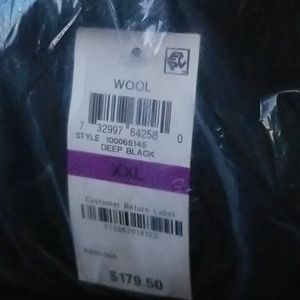 WOOL
7 32997 64258 0
STYLE 100065146
DEEP BLACK
XXL
Customer Return Label
$179.50